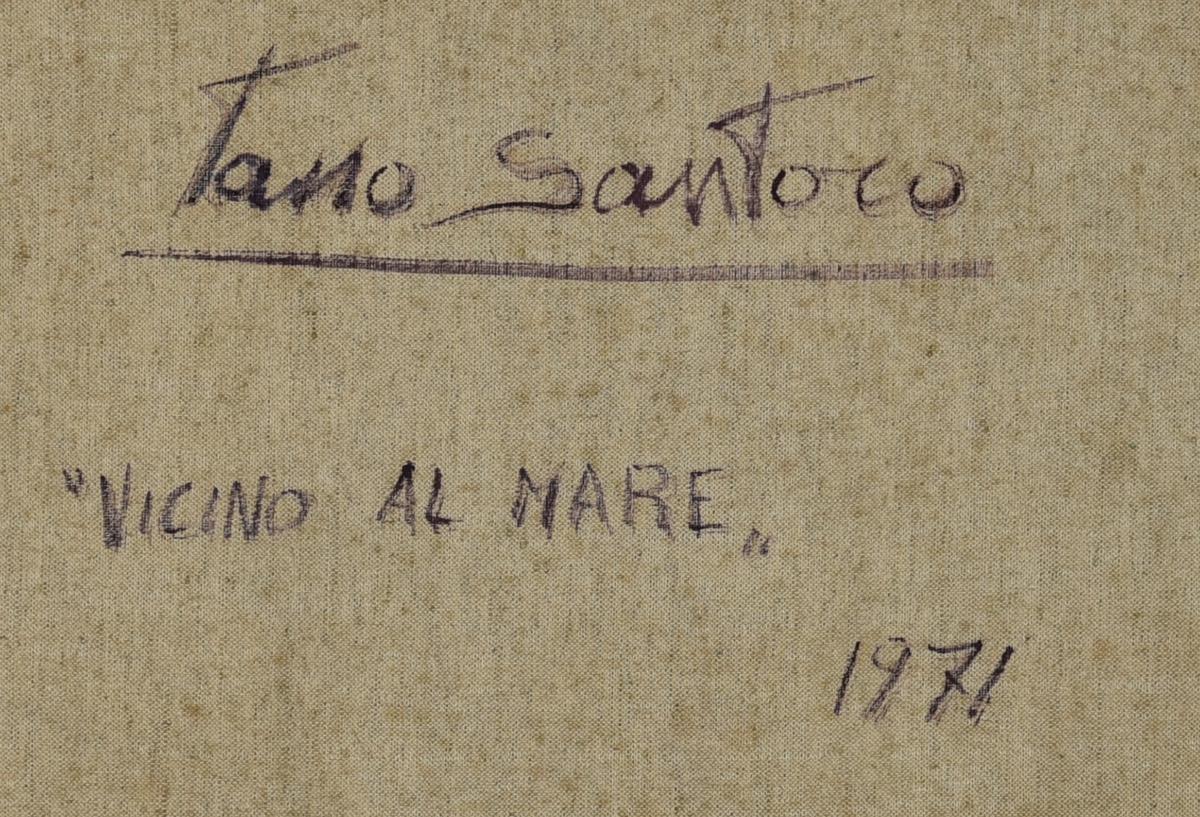 Tano Santoro
"VICINO AL MARE„
1971